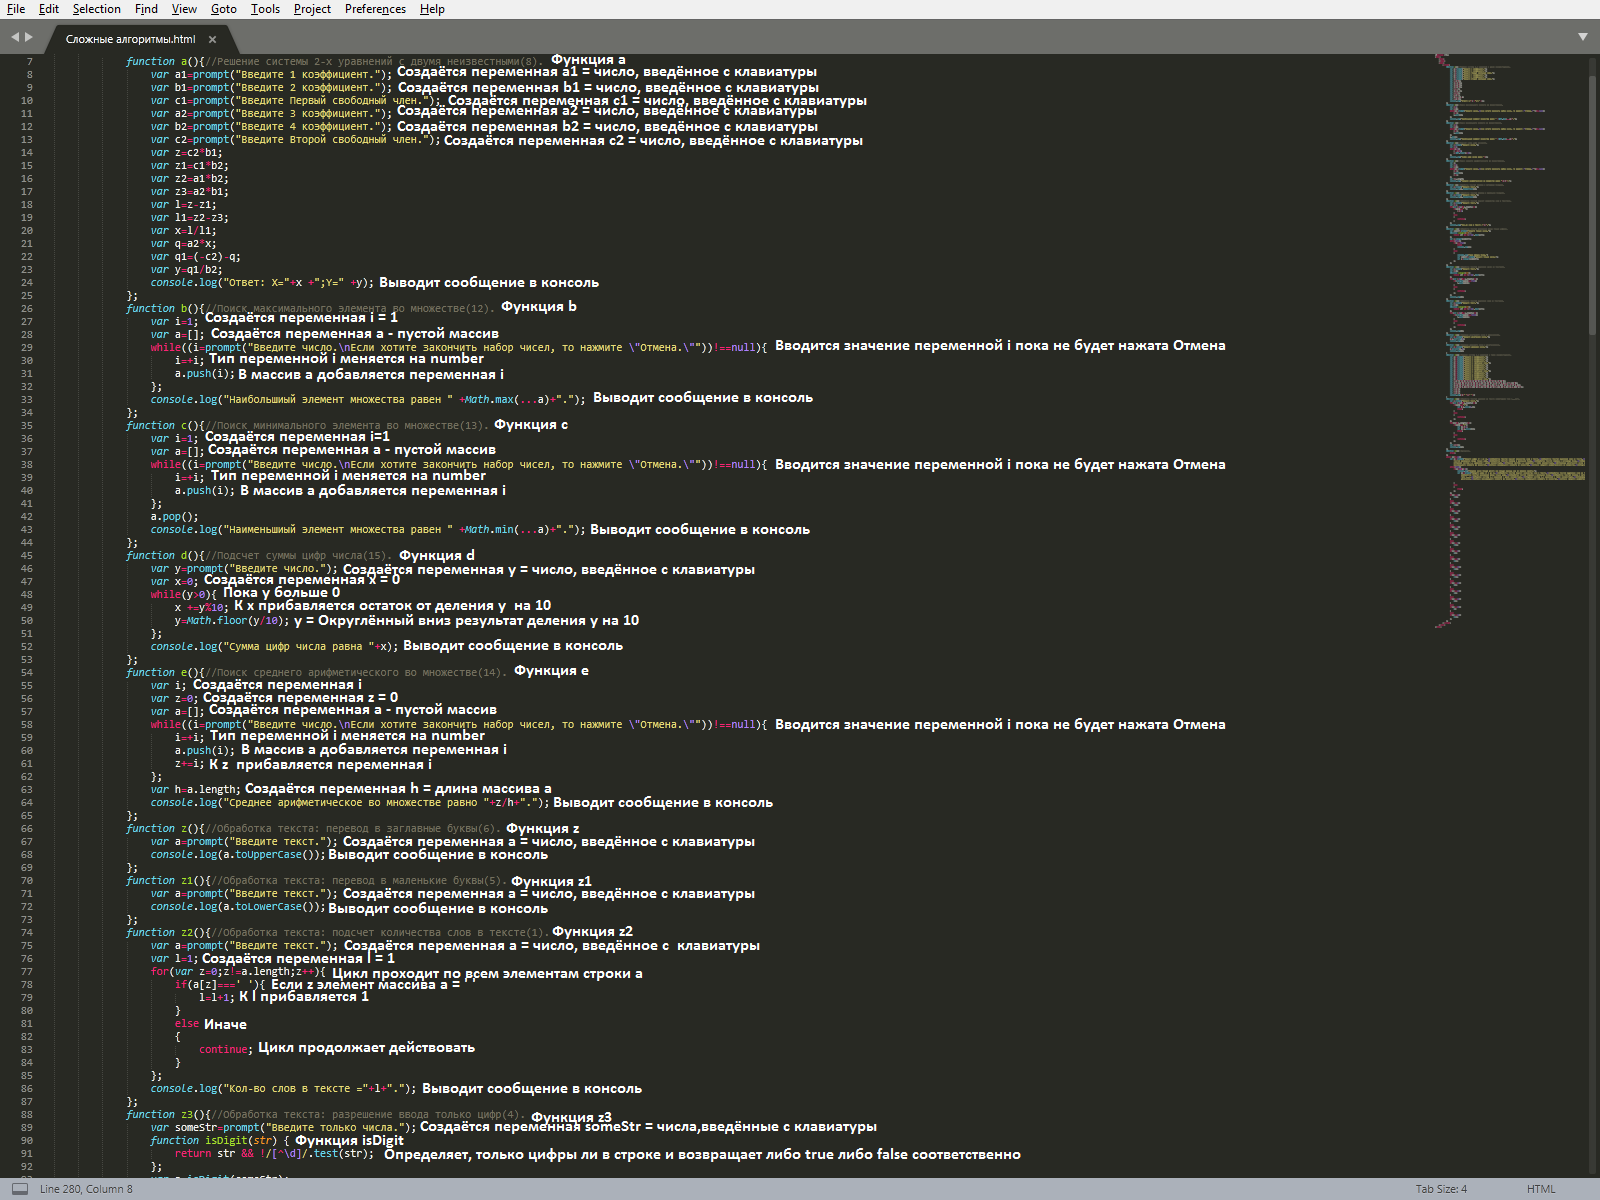 File Edit Selection Find View Goto Tools Project Preferences Help
Сложные алгоритмы.html ×
7 function a(){//Решение системы 2-х уравнений с двумя неизвестными(8). Функция a
8 var a1=prompt("Введите 1 коэффициент."); Создаётся переменная a1 = число, введённое с клавиатуры
9 var b1=prompt("Введите 2 коэффициент."); Создаётся переменная b1 = число, введённое с клавиатуры
10 var c1=prompt("Введите Первый свободный член."); Создаётся переменная c1 = число, введённое с клавиатуры
11 var a2=prompt("Введите 3 коэффициент."); Создаётся переменная a2 = число, введённое с клавиатуры
12 var b2=prompt("Введите 4 коэффициент."); Создаётся переменная b2 = число, введённое с клавиатуры
13 var c2=prompt("Введите Второй свободный член."); Создаётся переменная c2 = число, введённое с клавиатуры
14 var z=c2*b1;
15 var z1=c1*b2;
16 var z2=a1*b2;
17 var z3=a2*b1;
18 var l=z-z1;
19 var l1=z2-z3;
20 var x=l/l1;
21 var q=a2*x;
22 var q1=(-c2)-q;
23 var y=q1/b2;
24 console.log("Ответ: X="+x +";Y=" +y); Выводит сообщение в консоль
25 };
26 function b(){//Поиск максимального элемента во множестве(12). Функция b
27 var i=1; Создаётся переменная i = 1
28 var a=[]; Создаётся переменная a - пустой массив
29 while((i=prompt("Введите число.\nЕсли хотите закончить набор чисел, то нажмите \"Отмена.\""))!==null){ Вводится значение переменной i пока не будет нажата Отмена
30 i=+i; Тип переменной i меняется на number
31 a.push(i); В массив a добавляется переменная i
32 };
33 console.log("Наибольшиый элемент множества равен " +Math.max(...a)+"."); Выводит сообщение в консоль
34 };
35 function c(){//Поиск минимального элемента во множестве(13). Функция c
36 var i=1; Создаётся переменная i=1
37 var a=[]; Создаётся переменная a - пустой массив
38 while((i=prompt("Введите число.\nЕсли хотите закончить набор чисел, то нажмите \"Отмена.\""))!==null){ Вводится значение переменной i пока не будет нажата Отмена
39 i=+i; Тип переменной i меняется на number
40 a.push(i); В массив a добавляется переменная i
41 };
42 a.pop();
43 console.log("Наименьшиый элемент множества равен " +Math.min(...a)+"."); Выводит сообщение в консоль
44 };
45 function d(){//Подсчет суммы цифр числа(15). Функция d
46 var y=prompt("Введите число."); Создаётся переменная y = число, введённое с клавиатуры
47 var x=0; Создаётся переменная x = 0
48 while(y>0){ Пока y больше 0
49 x +=y%10; К x прибавляется остаток от деления y на 10
50 y=Math.floor(y/10); y = Округлённый вниз результат деления y на 10
51 };
52 console.log("Сумма цифр числа равна "+x); Выводит сообщение в консоль
53 };
54 function e(){//Поиск среднего арифметического во множестве(14). Функция e
55 var i; Создаётся переменная i
56 var z=0; Создаётся переменная z = 0
57 var a=[]; Создаётся переменная a - пустой массив
58 while((i=prompt("Введите число.\nЕсли хотите закончить набор чисел, то нажмите \"Отмена.\""))!==null){ Вводится значение переменной i пока не будет нажата Отмена
59 i=+i; Тип переменной i меняется на number
60 a.push(i); В массив a добавляется переменная i
61 z+=i; К z прибавляется переменная i
62 };
63 var h=a.length; Создаётся переменная h = длина массива a
64 console.log("Среднее арифметическое во множестве равно "+z/h+"."); Выводит сообщение в консоль
65 };
66 function z(){//Обработка текста: перевод в заглавные буквы(6). Функция z
67 var a=prompt("Введите текст."); Создаётся переменная a = число, введённое с клавиатуры
68 console.log(a.toUpperCase()); Выводит сообщение в консоль
69 };
70 function z1(){//Обработка текста: перевод в маленькие буквы(5). Функция z1
71 var a=prompt("Введите текст."); Создаётся переменная a = число, введённое с клавиатуры
72 console.log(a.toLowerCase()); Выводит сообщение в консоль
73 };
74 function z2(){//Обработка текста: подсчет количества слов в тексте(1). Функция z2
75 var a=prompt("Введите текст."); Создаётся переменная a = число, введённое с клавиатуры
76 var l=1; Создаётся переменная l = 1
77 for(var z=0;z!=a.length;z++){ Цикл проходит по всем элементам строки a
78 if(a[z]===' '){ Если z элемент массива a = ' '
79 l=l+1; К l прибавляется 1
80 }
81 else Иначе
82 {
83 continue; Цикл продолжает действовать
84 }
85 };
86 console.log("Кол-во слов в тексте ="+l+"."); Выводит сообщение в консоль
87 };
88 function z3(){//Обработка текста: разрешение ввода только цифр(4). Функция z3
89 var someStr=prompt("Введите только числа."); Создаётся переменная someStr = числа,введённые с клавиатуры
90 function isDigit(str) { Функция isDigit
91 return str && !/[^\d]/.test(str); Определяет, только цифры ли в строке и возвращает либо true либо false соответственно
92 };
Line 280, Column 8 Tab Size: 4 HTML